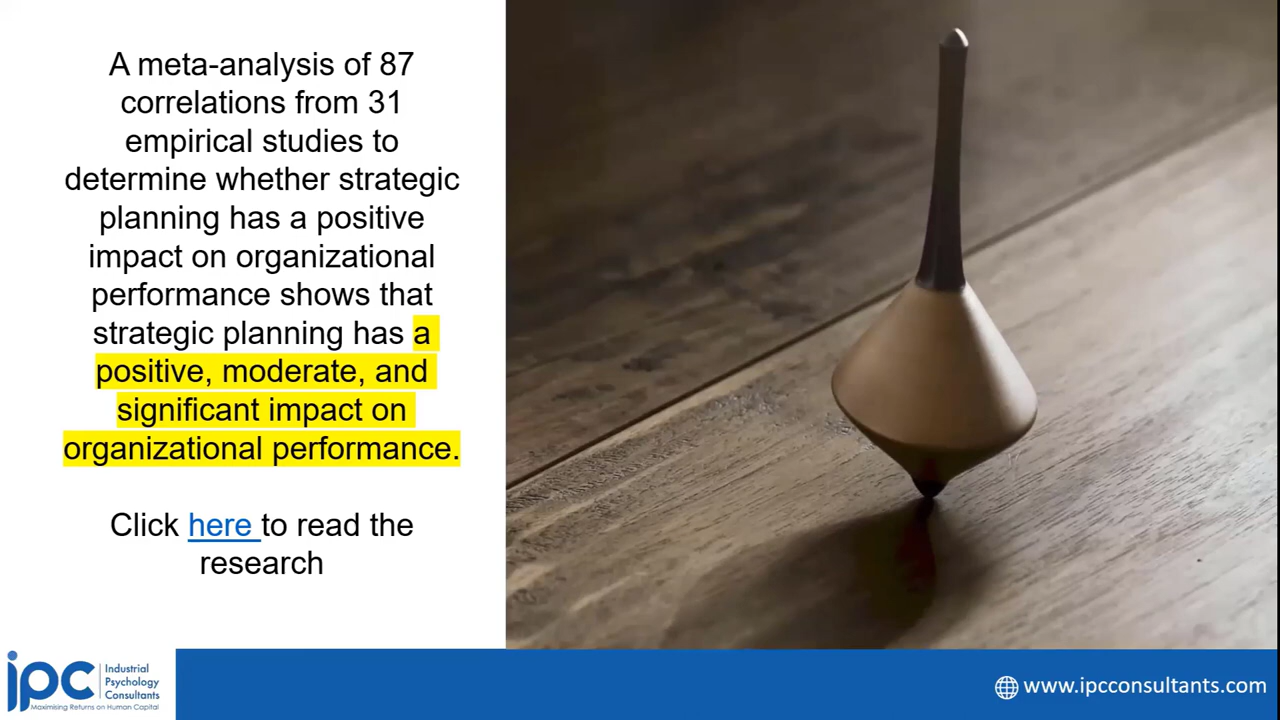 A meta-analysis of 87
correlations from 31
empirical studies to
determine whether strategic
planning has a positive
impact on organizational
performance shows that
strategic planning has a
positive, moderate, and
significant impact on
organizational performance.
Click here to read the
research
ipc
Industrial
Psychology
Consultants
Maximising Returns on Human Capital
www.ipcconsultants.com